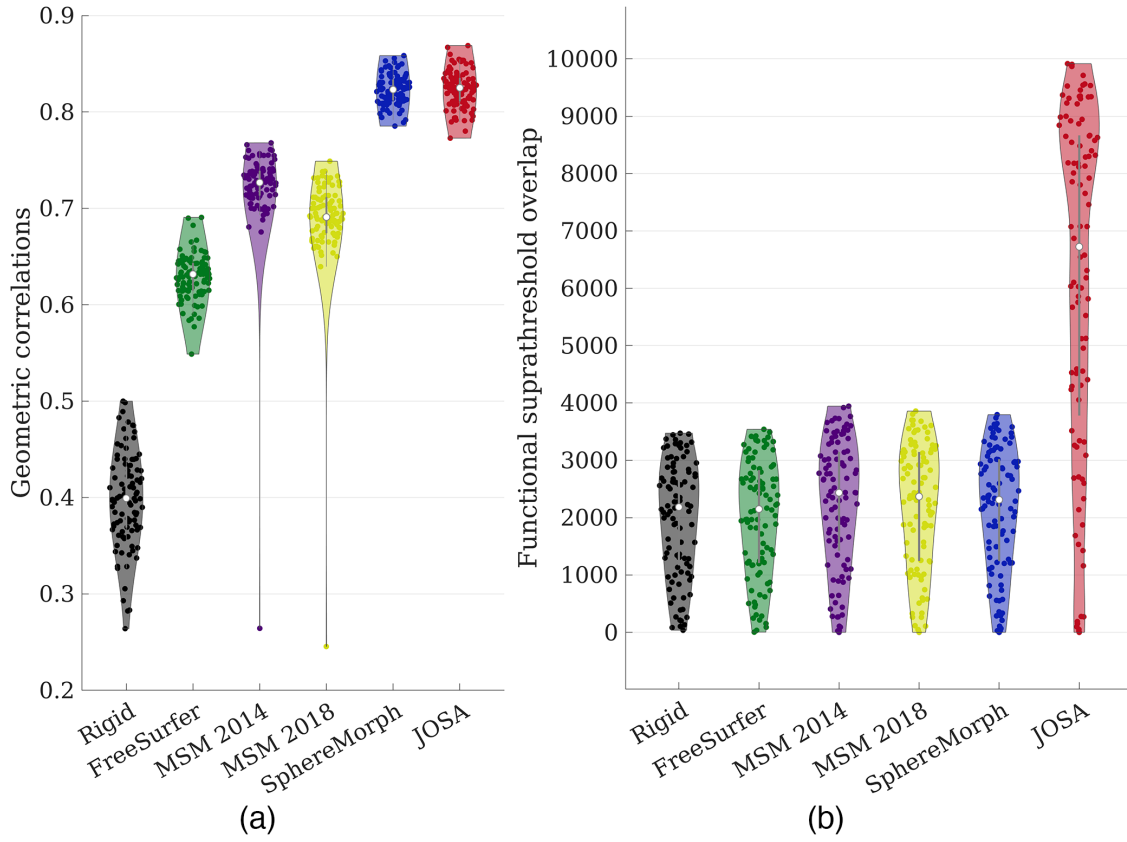 Geometric correlations
0.9
0.8
0.7
0.6
0.5
0.4
0.3
0.2
Rigid
FreeSurfer
MSM 2014
MSM 2018
SphereMorph
JOSA
(a)
Functional suprathreshold overlap
10000
9000
8000
7000
6000
5000
4000
3000
2000
1000
0
Rigid
FreeSurfer
MSM 2014
MSM 2018
SphereMorph
JOSA
(b)